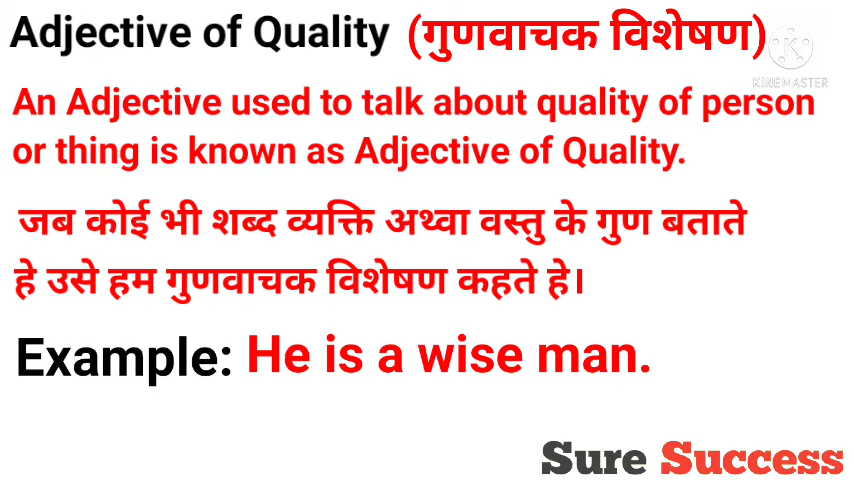 Adjective of Quality (गुणवाचक विशेषण)
KINEMASTER
An Adjective used to talk about quality of person
or thing is known as Adjective of Quality.
जब कोई भी शब्द व्यक्ति अथवा वस्तु के गुण बताते
हे उसे हम गुणवाचक विशेषण कहते हे।
Example: He is a wise man.
Sure Success